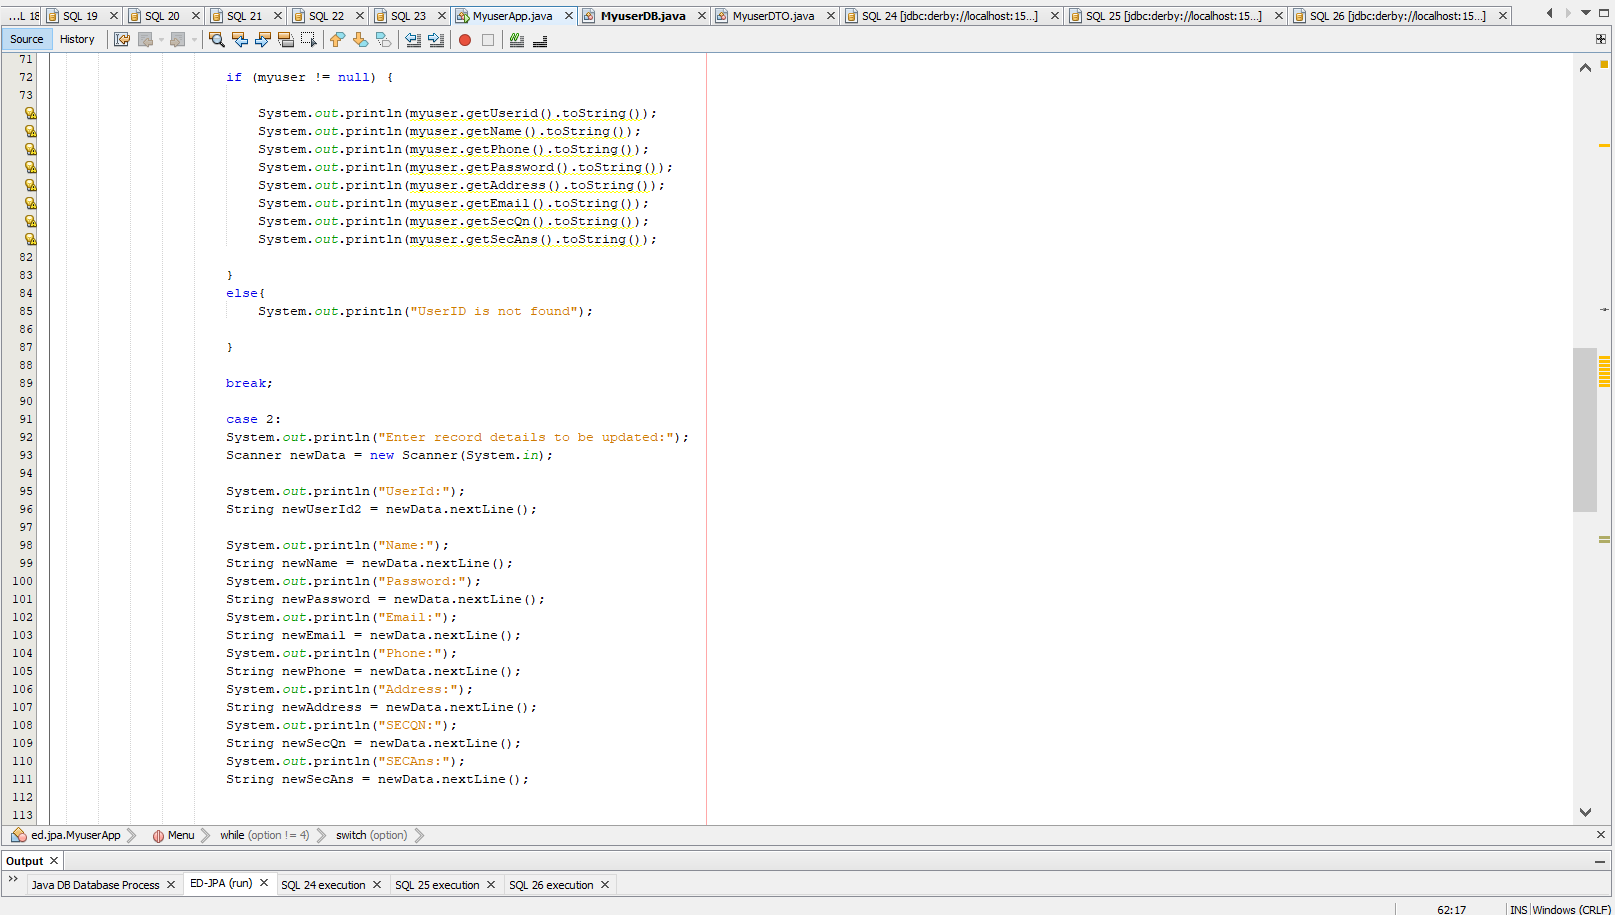 ...L 18 SQL 19 SQL 20 SQL 21 SQL 22 SQL 23 MyuserApp.java MyuserDB.java MyuserDTO.java SQL 24 [jdbc:derby://localhost:15...] SQL 25 [jdbc:derby://localhost:15...] SQL 26 [jdbc:derby://localhost:15...]
Source History
71
72 if (myuser != null) {
73
System.out.println(myuser.getUserid().toString());
System.out.println(myuser.getName().toString());
System.out.println(myuser.getPhone().toString());
System.out.println(myuser.getPassword().toString());
System.out.println(myuser.getAddress().toString());
System.out.println(myuser.getEmail().toString());
System.out.println(myuser.getSecQn().toString());
System.out.println(myuser.getSecAns().toString());
82
83 }
84 else{
85 System.out.println("UserID is not found");
86
87 }
88
89 break;
90
91 case 2:
92 System.out.println("Enter record details to be updated:");
93 Scanner newData = new Scanner(System.in);
94
95 System.out.println("UserId:");
96 String newUserId2 = newData.nextLine();
97
98 System.out.println("Name:");
99 String newName = newData.nextLine();
100 System.out.println("Password:");
101 String newPassword = newData.nextLine();
102 System.out.println("Email:");
103 String newEmail = newData.nextLine();
104 System.out.println("Phone:");
105 String newPhone = newData.nextLine();
106 System.out.println("Address:");
107 String newAddress = newData.nextLine();
108 System.out.println("SECQN:");
109 String newSecQn = newData.nextLine();
110 System.out.println("SECAns:");
111 String newSecAns = newData.nextLine();
112
113
ed.jpa.MyuserApp Menu while (option != 4) switch (option)
Output
Java DB Database Process ED-JPA (run) SQL 24 execution SQL 25 execution SQL 26 execution
62:17 INS Windows (CRLF)